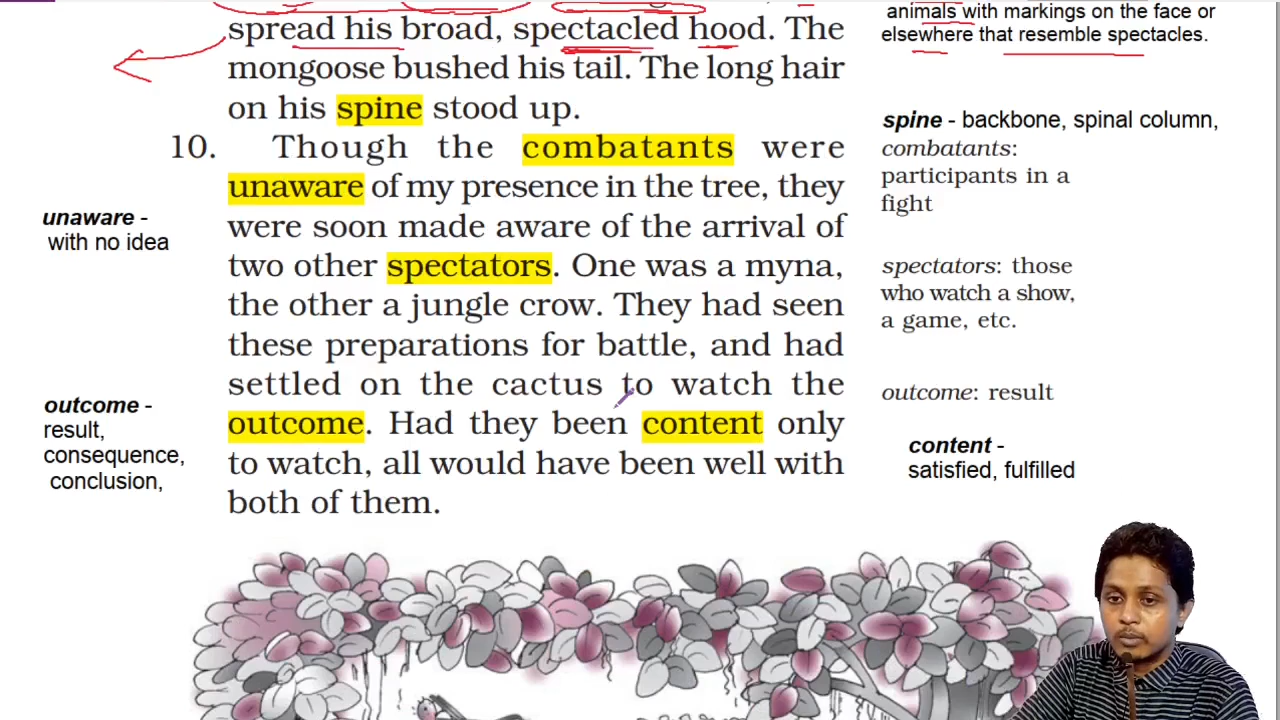 animals with markings on the face or
elsewhere that resemble spectacles.
spread his broad, spectacled hood. The
mongoose bushed his tail. The long hair
on his spine stood up.
spine - backbone, spinal column,
10. Though the combatants were
unaware of my presence in the tree, they
were soon made aware of the arrival of
two other spectators. One was a myna,
the other a jungle crow. They had seen
these preparations for battle, and had
settled on the cactus to watch the
outcome. Had they been content only
to watch, all would have been well with
both of them.
combatants:
participants in a
fight
unaware -
with no idea
spectators: those
who watch a show,
a game, etc.
outcome: result
outcome -
result,
consequence,
conclusion,
content -
satisfied, fulfilled